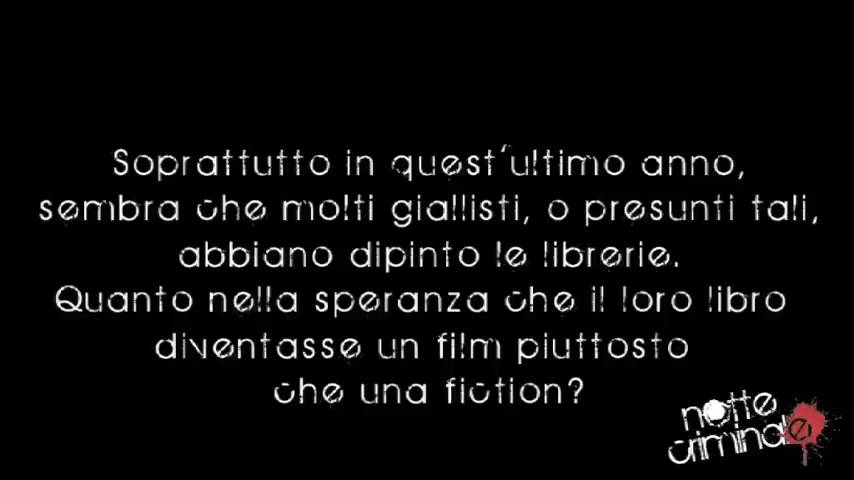 Soprattutto in quest'ultimo anno,
sembra che molti giallisti, o presunti tali,
abbiano dipinto le librerie.
Quanto nella speranza che il loro libro
diventasse un film piuttosto
che una fiction?
notte
criminale